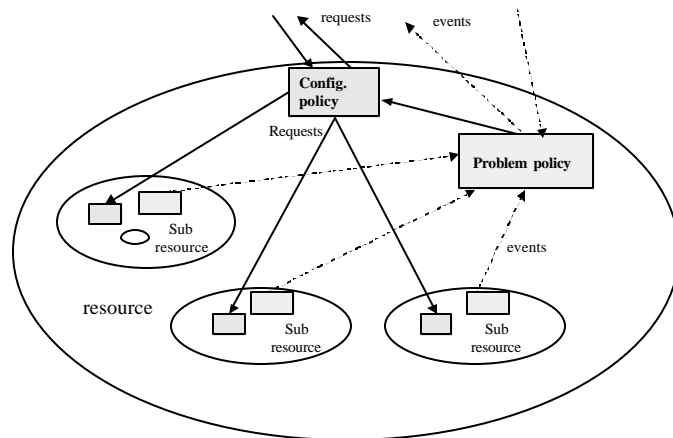 requests
events
Config.
policy
Requests
Problem policy
Sub
resource
events
resource
Sub
resource
Sub
resource